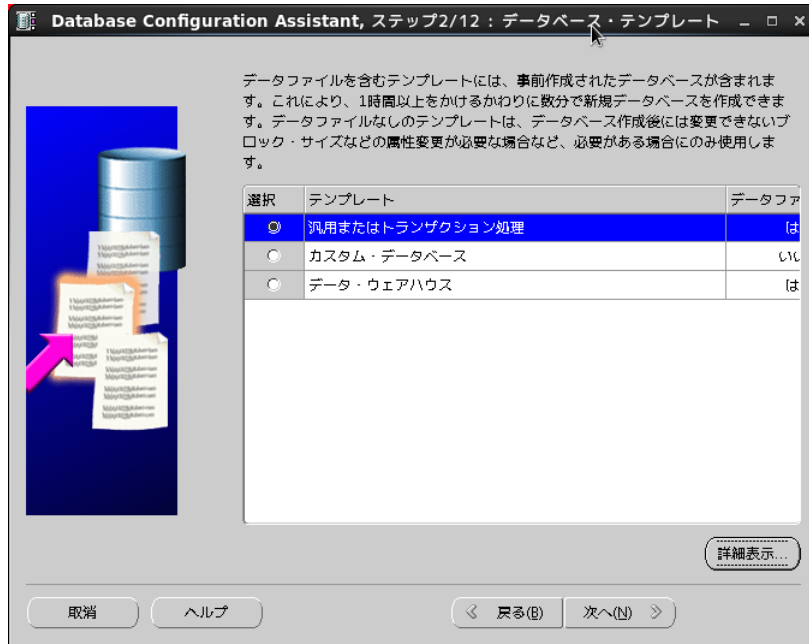 Database Configuration Assistant, ステップ2/12 : データベース・テンプレート
データファイルを含むテンプレートには、事前作成されたデータベースが含まれま
す。これにより、1時間以上をかけるかわりに数分で新規データベースを作成できま
す。データファイルなしのテンプレートは、データベース作成後には変更できないブ
ロック・サイズなどの属性変更が必要な場合など、必要がある場合にのみ使用しま
す。
選択 テンプレート データファ
汎用またはトランザクション処理 は
カスタム・データベース いい
データ・ウェアハウス は
詳細表示...
取消 ヘルプ 戻る(B) 次へ(N)